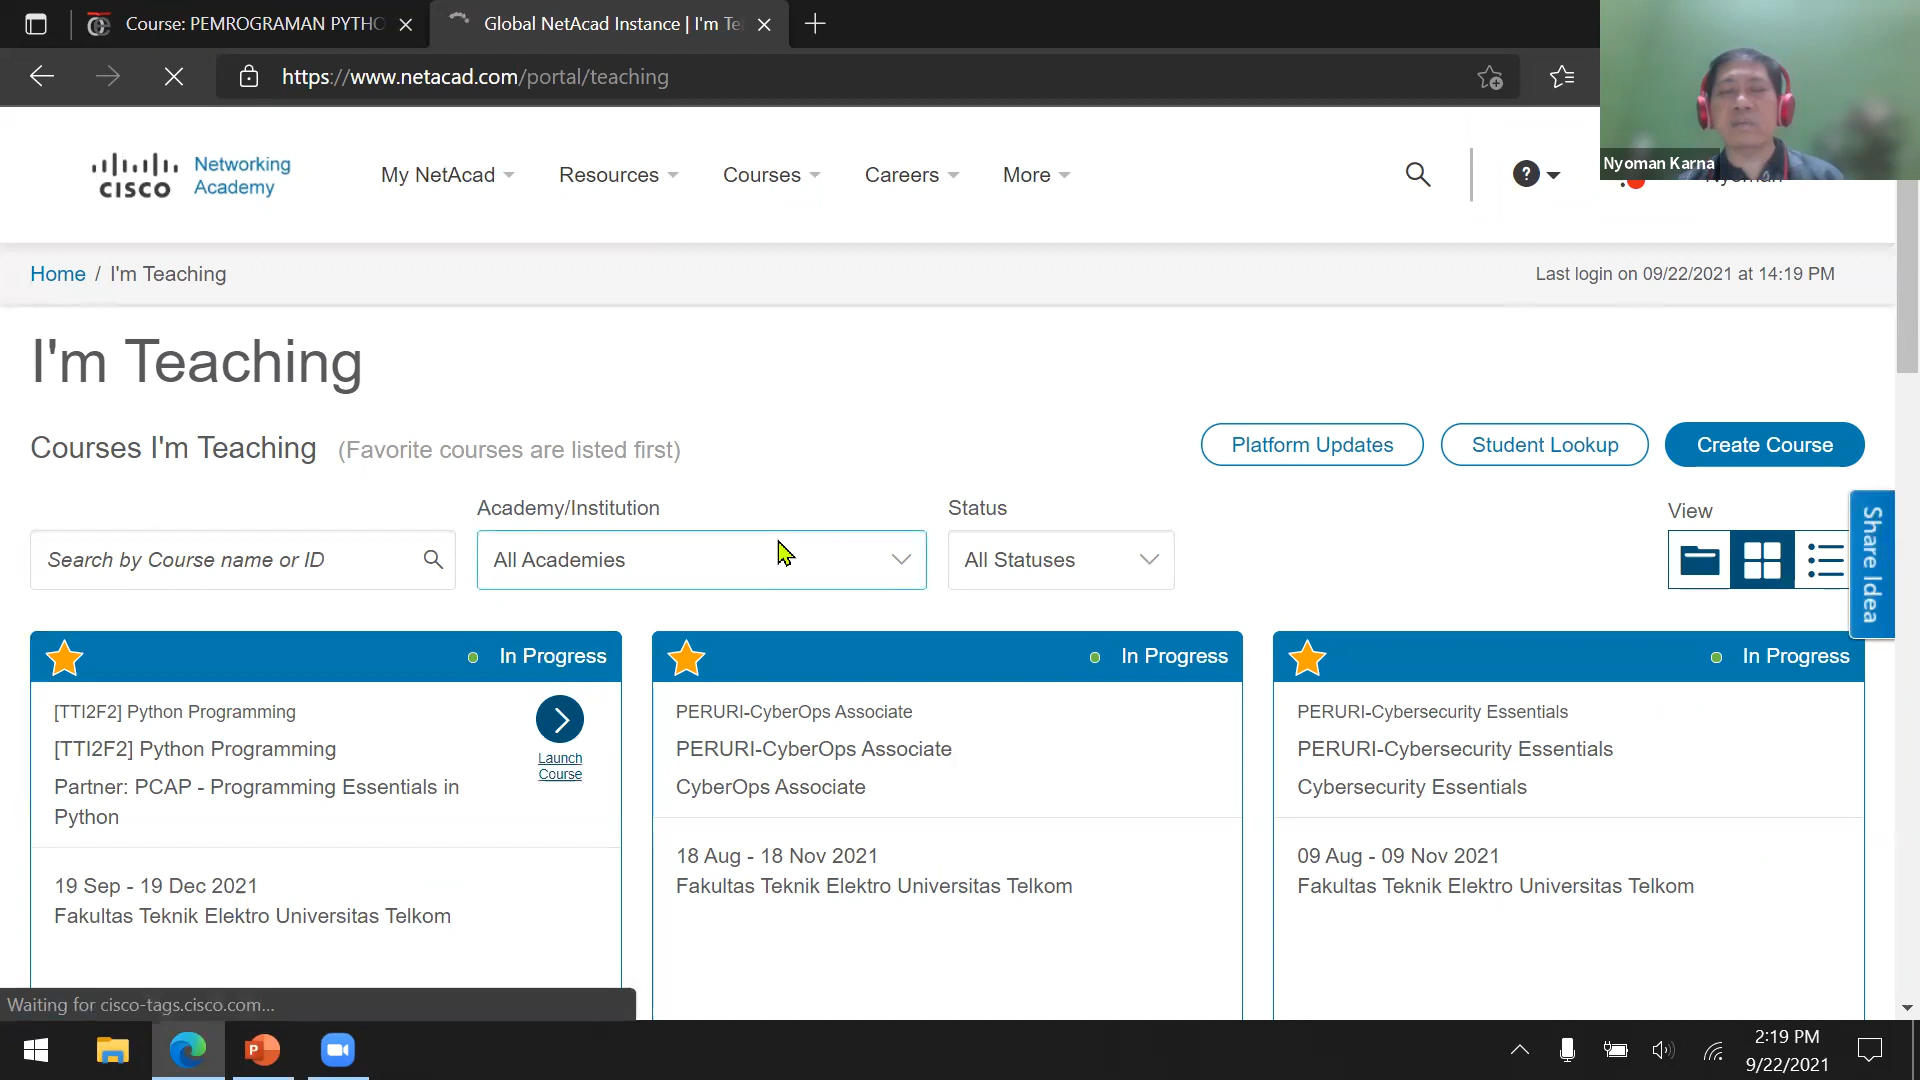 Course: PEMROGRAMAN PYTHO
Global NetAcad Instance | I'm Te
https://www.netacad.com/portal/teaching
Nyoman Karna
CISCO
Networking
Academy
My NetAcad
Resources
Courses
Careers
More
?
Nyoman
Home / I'm Teaching
Last login on 09/22/2021 at 14:19 PM
I'm Teaching
Courses I'm Teaching (Favorite courses are listed first)
Platform Updates
Student Lookup
Create Course
Academy/Institution
Status
View
Search by Course name or ID
All Academies
All Statuses
Share Idea
In Progress
[TTI2F2] Python Programming
[TTI2F2] Python Programming
Partner: PCAP - Programming Essentials in
Python
Launch
Course
19 Sep - 19 Dec 2021
Fakultas Teknik Elektro Universitas Telkom
In Progress
PERURI-CyberOps Associate
PERURI-CyberOps Associate
CyberOps Associate
18 Aug - 18 Nov 2021
Fakultas Teknik Elektro Universitas Telkom
In Progress
PERURI-Cybersecurity Essentials
PERURI-Cybersecurity Essentials
Cybersecurity Essentials
09 Aug - 09 Nov 2021
Fakultas Teknik Elektro Universitas Telkom
Waiting for cisco-tags.cisco.com...
P
2:19 PM
9/22/2021